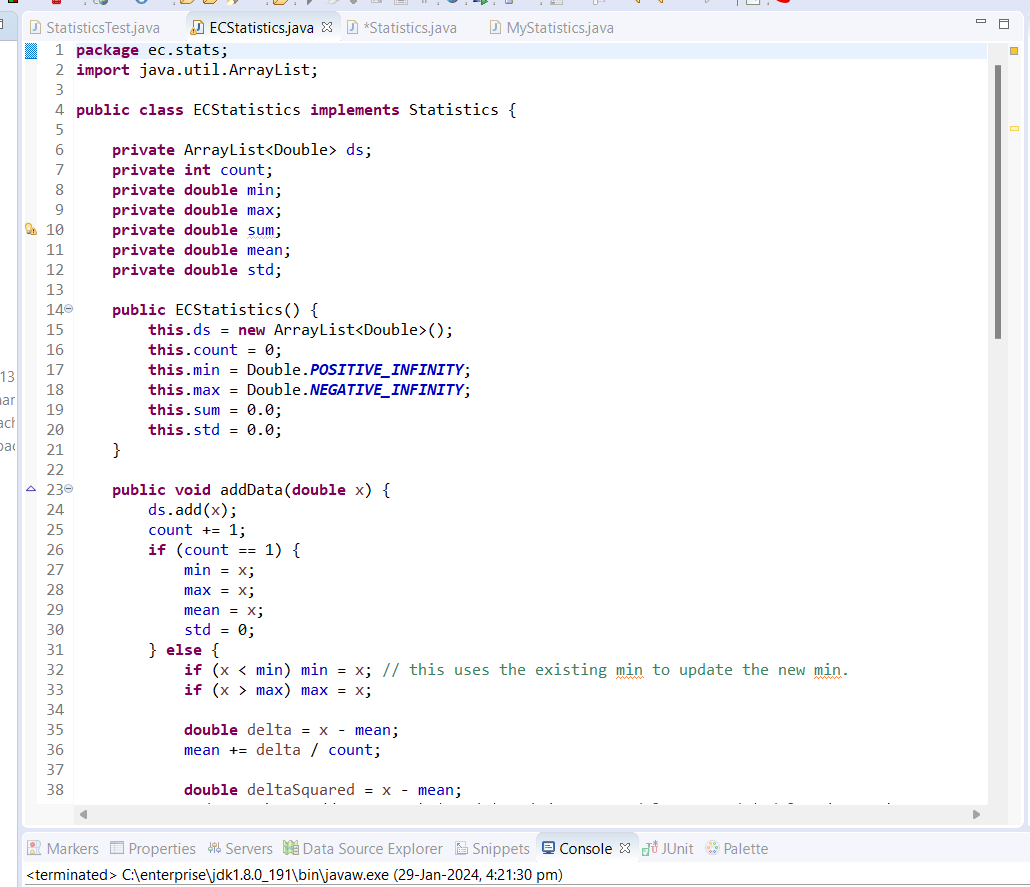 StatisticsTest.java ECStatistics.java *Statistics.java MyStatistics.java
1 package ec.stats;
2 import java.util.ArrayList;
3
4 public class ECStatistics implements Statistics {
5
6 private ArrayList<Double> ds;
7 private int count;
8 private double min;
9 private double max;
10 private double sum;
11 private double mean;
12 private double std;
13
14 public ECStatistics() {
15 this.ds = new ArrayList<Double>();
16 this.count = 0;
17 this.min = Double.POSITIVE_INFINITY;
18 this.max = Double.NEGATIVE_INFINITY;
19 this.sum = 0.0;
20 this.std = 0.0;
21 }
22
23 public void addData(double x) {
24 ds.add(x);
25 count += 1;
26 if (count == 1) {
27 min = x;
28 max = x;
29 mean = x;
30 std = 0;
31 } else {
32 if (x < min) min = x; // this uses the existing min to update the new min.
33 if (x > max) max = x;
34
35 double delta = x - mean;
36 mean += delta / count;
37
38 double deltaSquared = x - mean;
Markers Properties Servers Data Source Explorer Snippets Console JUnit Palette
<terminated> C:\enterprise\jdk1.8.0_191\bin\javaw.exe (29-Jan-2024, 4:21:30 pm)